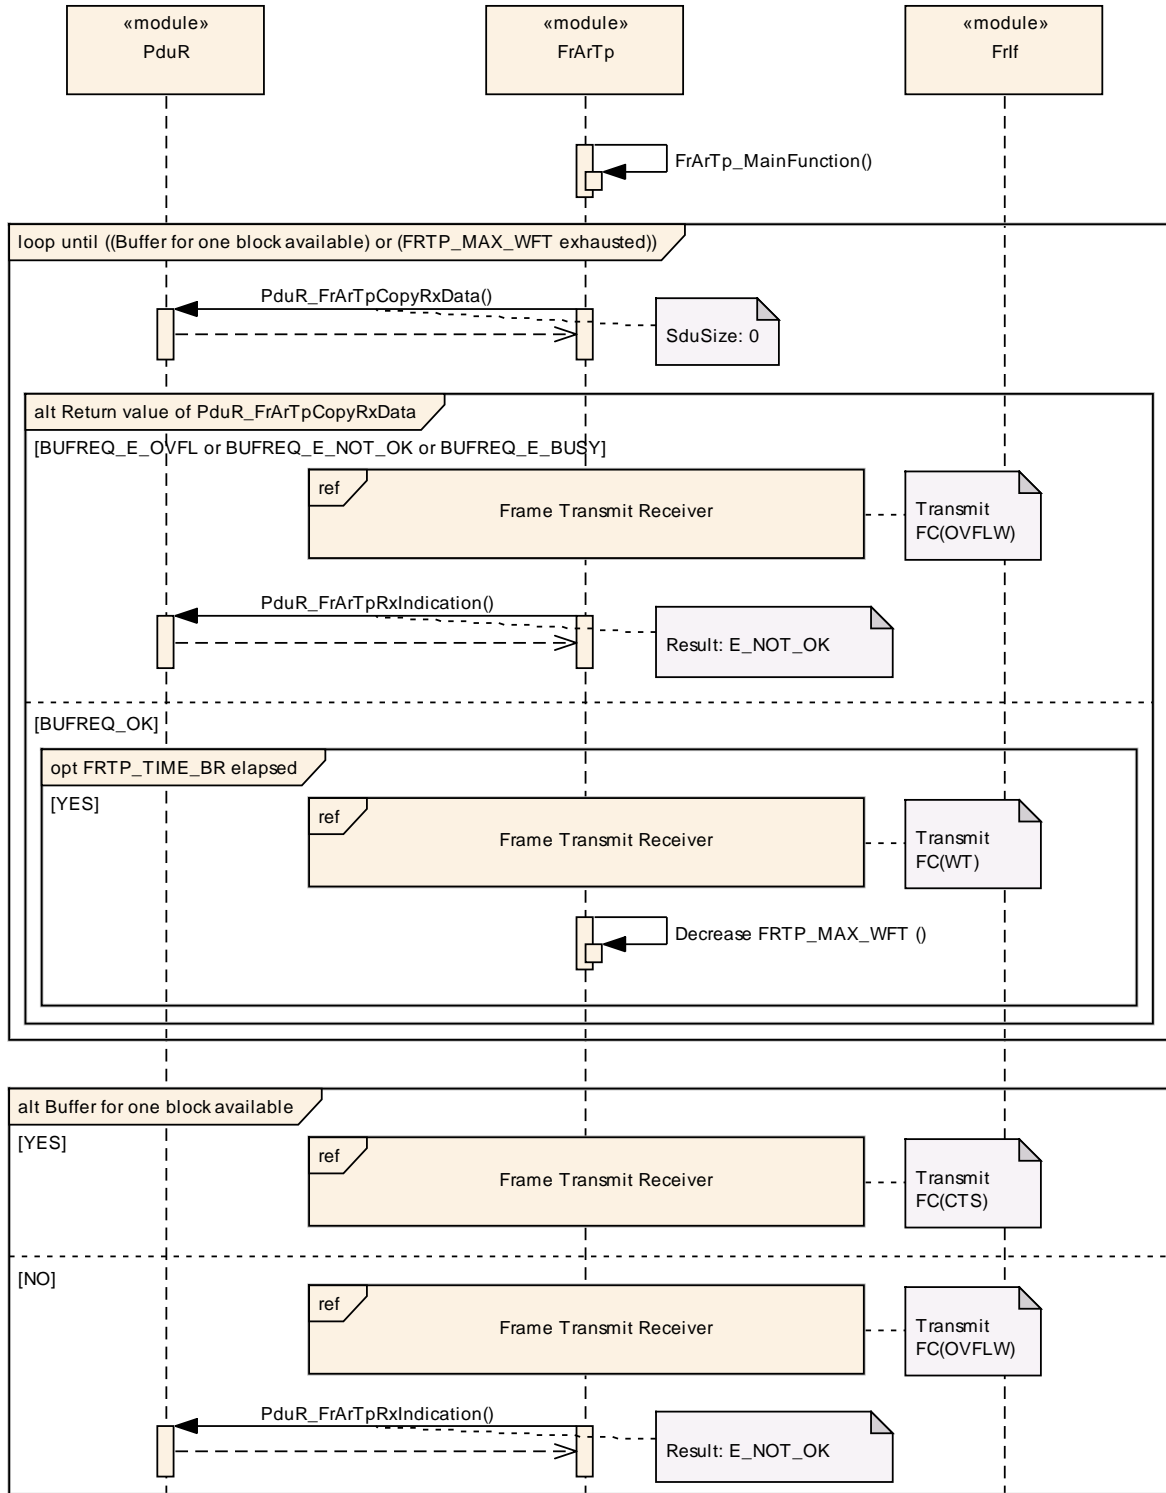 «module»
PduR
«module»
FrArTp
«module»
FrIf
FrArTp_MainFunction()
loop until ((Buffer for one block available) or (FRTP_MAX_WFT exhausted))
PduR_FrArTpCopyRxData()
SduSize: 0
alt Return value of PduR_FrArTpCopyRxData
[BUFREQ_E_OVFL or BUFREQ_E_NOT_OK or BUFREQ_E_BUSY]
ref
Frame Transmit Receiver
Transmit
FC(OVFLW)
PduR_FrArTpRxIndication()
Result: E_NOT_OK
[BUFREQ_OK]
opt FRTP_TIME_BR elapsed
[YES]
ref
Frame Transmit Receiver
Transmit
FC(WT)
Decrease FRTP_MAX_WFT ()
alt Buffer for one block available
[YES]
ref
Frame Transmit Receiver
Transmit
FC(CTS)
[NO]
ref
Frame Transmit Receiver
Transmit
FC(OVFLW)
PduR_FrArTpRxIndication()
Result: E_NOT_OK